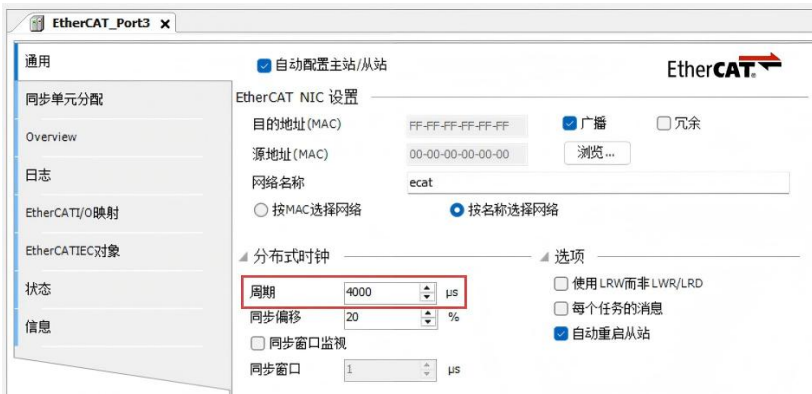 EtherCAT_Port3
通用
自动配置主站/从站
EtherCAT
同步单元分配
EtherCAT NIC 设置
Overview
目的地址(MAC) FF-FF-FF-FF-FF-FF 广播 冗余
源地址(MAC) 00-00-00-00-00-00 浏览...
日志
网络名称 ecat
EtherCATI/O映射
按MAC选择网络 按名称选择网络
EtherCATIEC对象
分布式时钟 选项
状态
周期 4000 µs 使用LRW而非LWR/LRD
同步偏移 20 % 每个任务的消息
信息
同步窗口监视 自动重启从站
同步窗口 1 µs